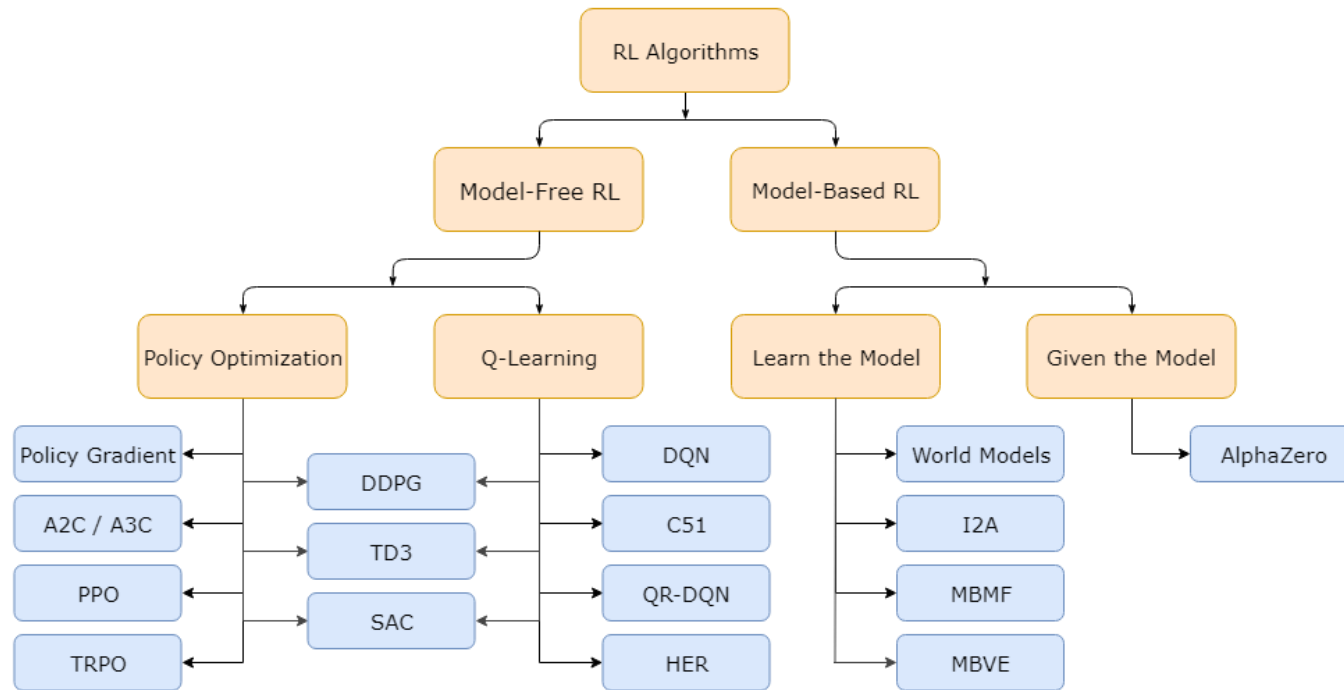 RL Algorithms
Model-Free RL
Model-Based RL
Policy Optimization
Q-Learning
Learn the Model
Given the Model
Policy Gradient
DQN
World Models
AlphaZero
DDPG
A2C / A3C
C51
I2A
TD3
PPO
QR-DQN
MBMF
SAC
TRPO
HER
MBVE